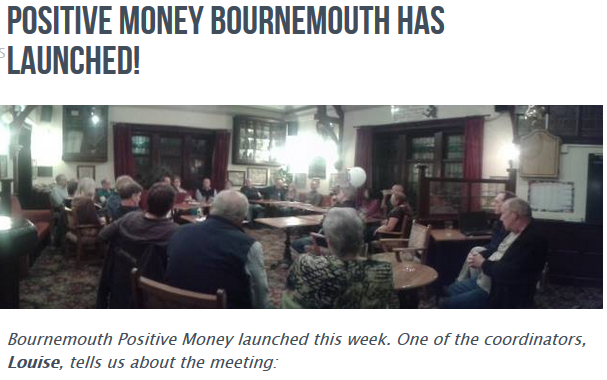 POSITIVE MONEY BOURNEMOUTH HAS
LAUNCHED!
Bournemouth Positive Money launched this week. One of the coordinators,
Louise, tells us about the meeting: